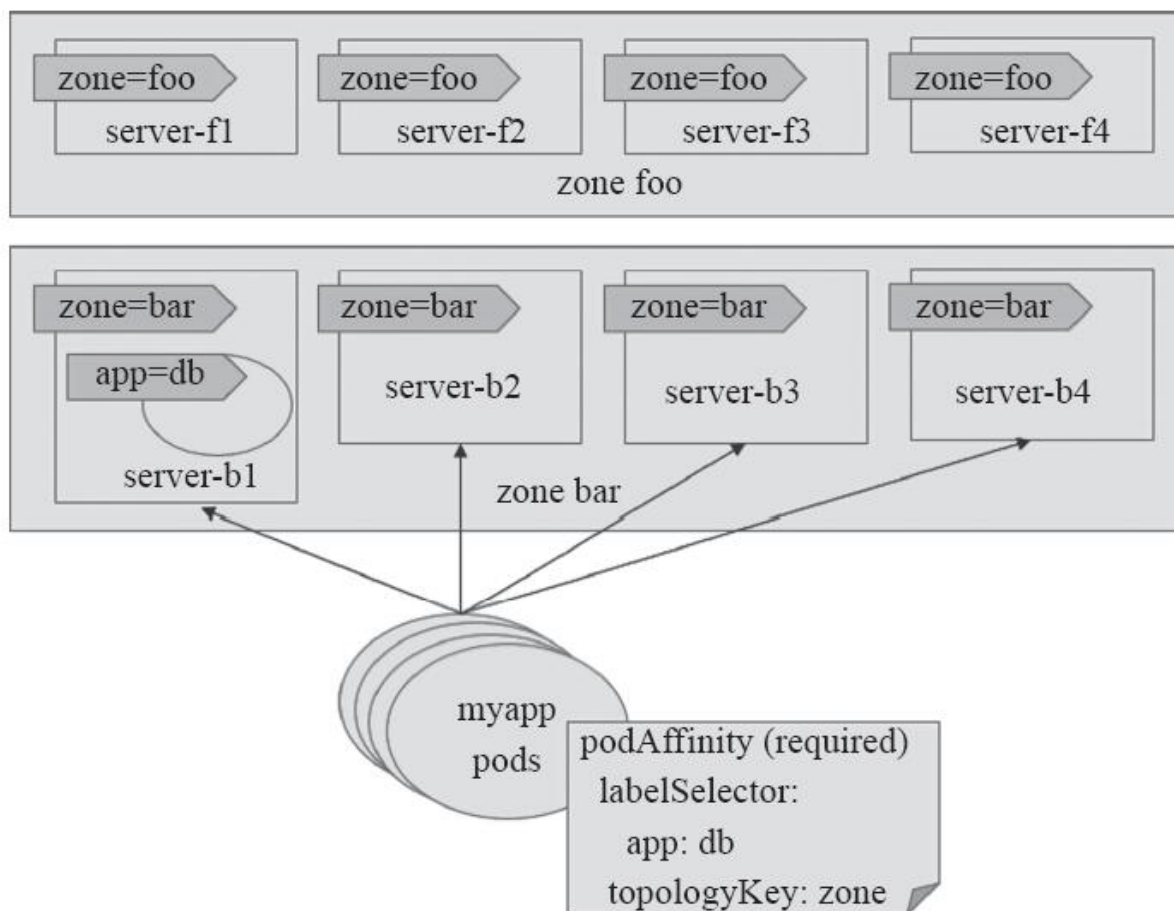 zone=foo
server-f1
zone=foo
server-f2
zone=foo
server-f3
zone=foo
server-f4
zone foo
zone=bar
app=db
server-b1
zone=bar
server-b2
zone=bar
server-b3
zone=bar
server-b4
zone bar
myapp
pods
podAffinity (required)
labelSelector:
app: db
topologyKey: zone